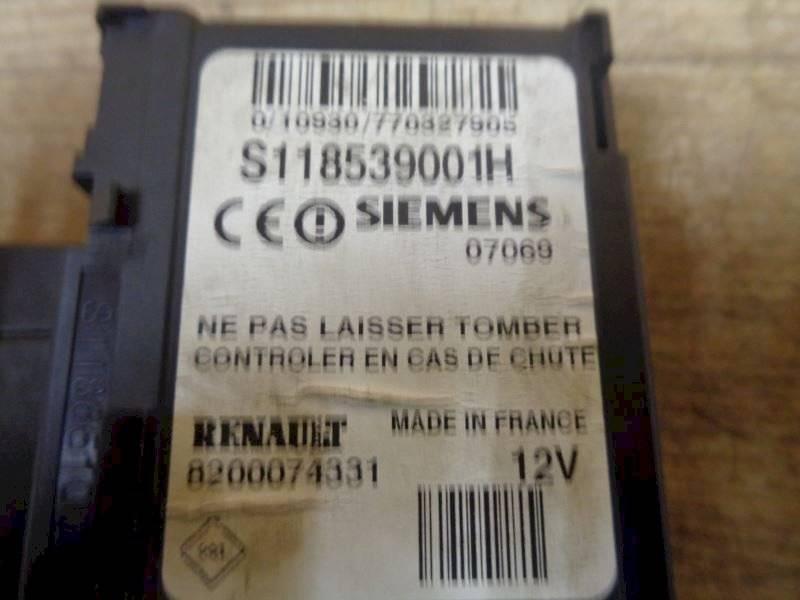 0/10930/770327905
S118539001H
CE SIEMENS
07069
NE PAS LAISSER TOMBER
CONTROLER EN CAS DE CHUTE
RENAULT MADE IN FRANCE
8200074331 12V